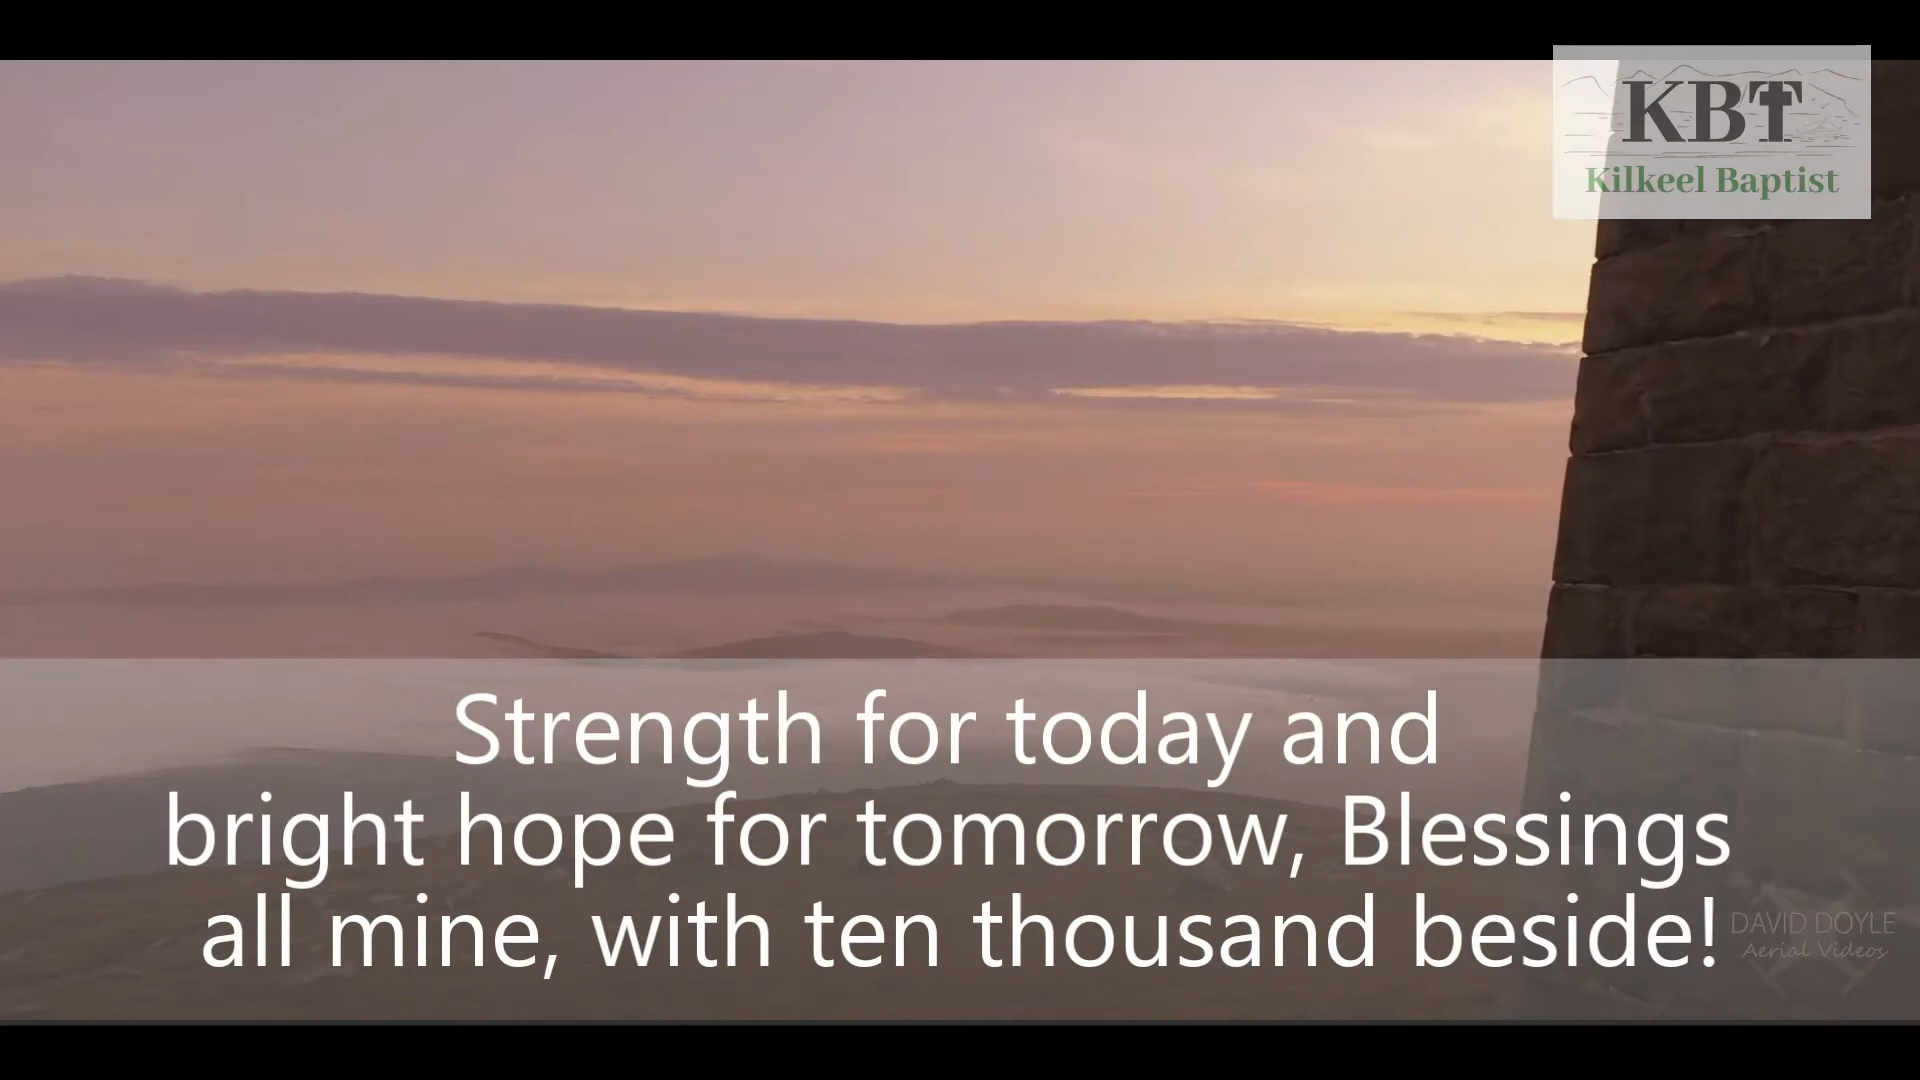 KBT
Kilkeel Baptist
Strength for today and
bright hope for tomorrow, Blessings
all mine, with ten thousand beside!
DAVID DOYLE
Aerial Videos